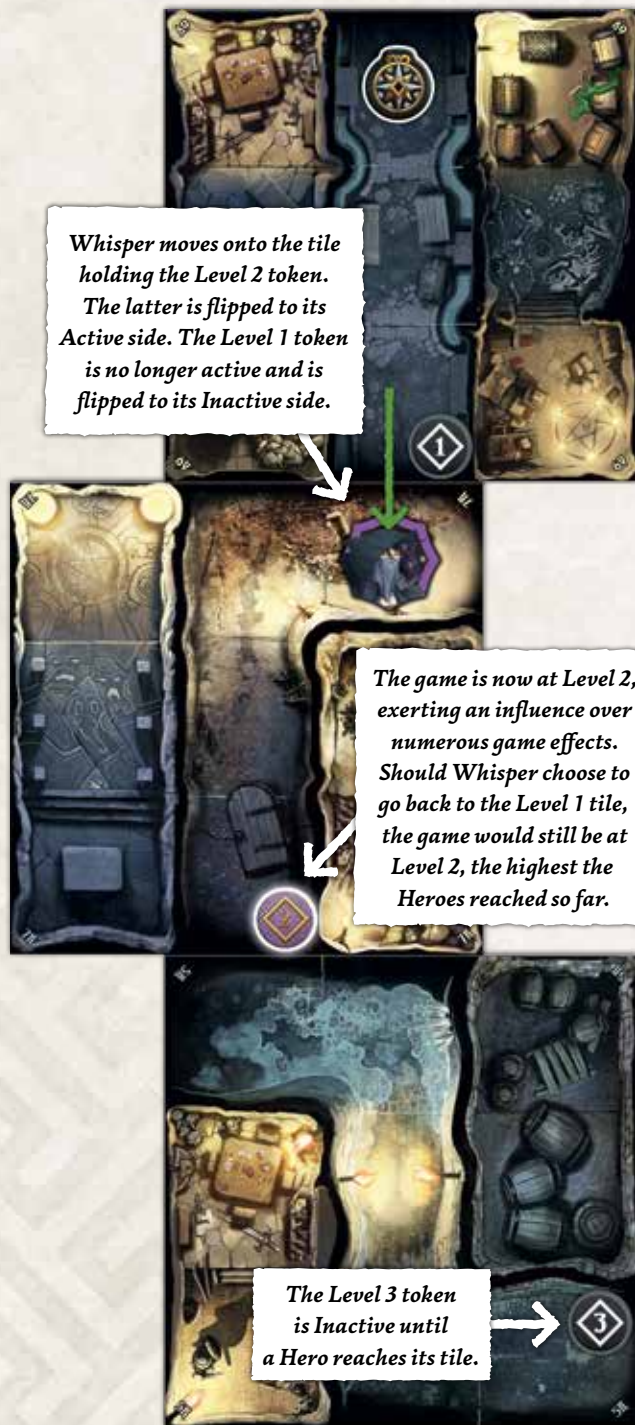 Whisper moves onto the tile
holding the Level 2 token.
The latter is flipped to its
Active side. The Level 1 token
is no longer active and is
flipped to its Inactive side.
1
The game is now at Level 2,
exerting an influence over
numerous game effects.
Should Whisper choose to
go back to the Level 1 tile,
the game would still be at
Level 2, the highest the
Heroes reached so far.
2
The Level 3 token
is Inactive until
a Hero reaches its tile.
3